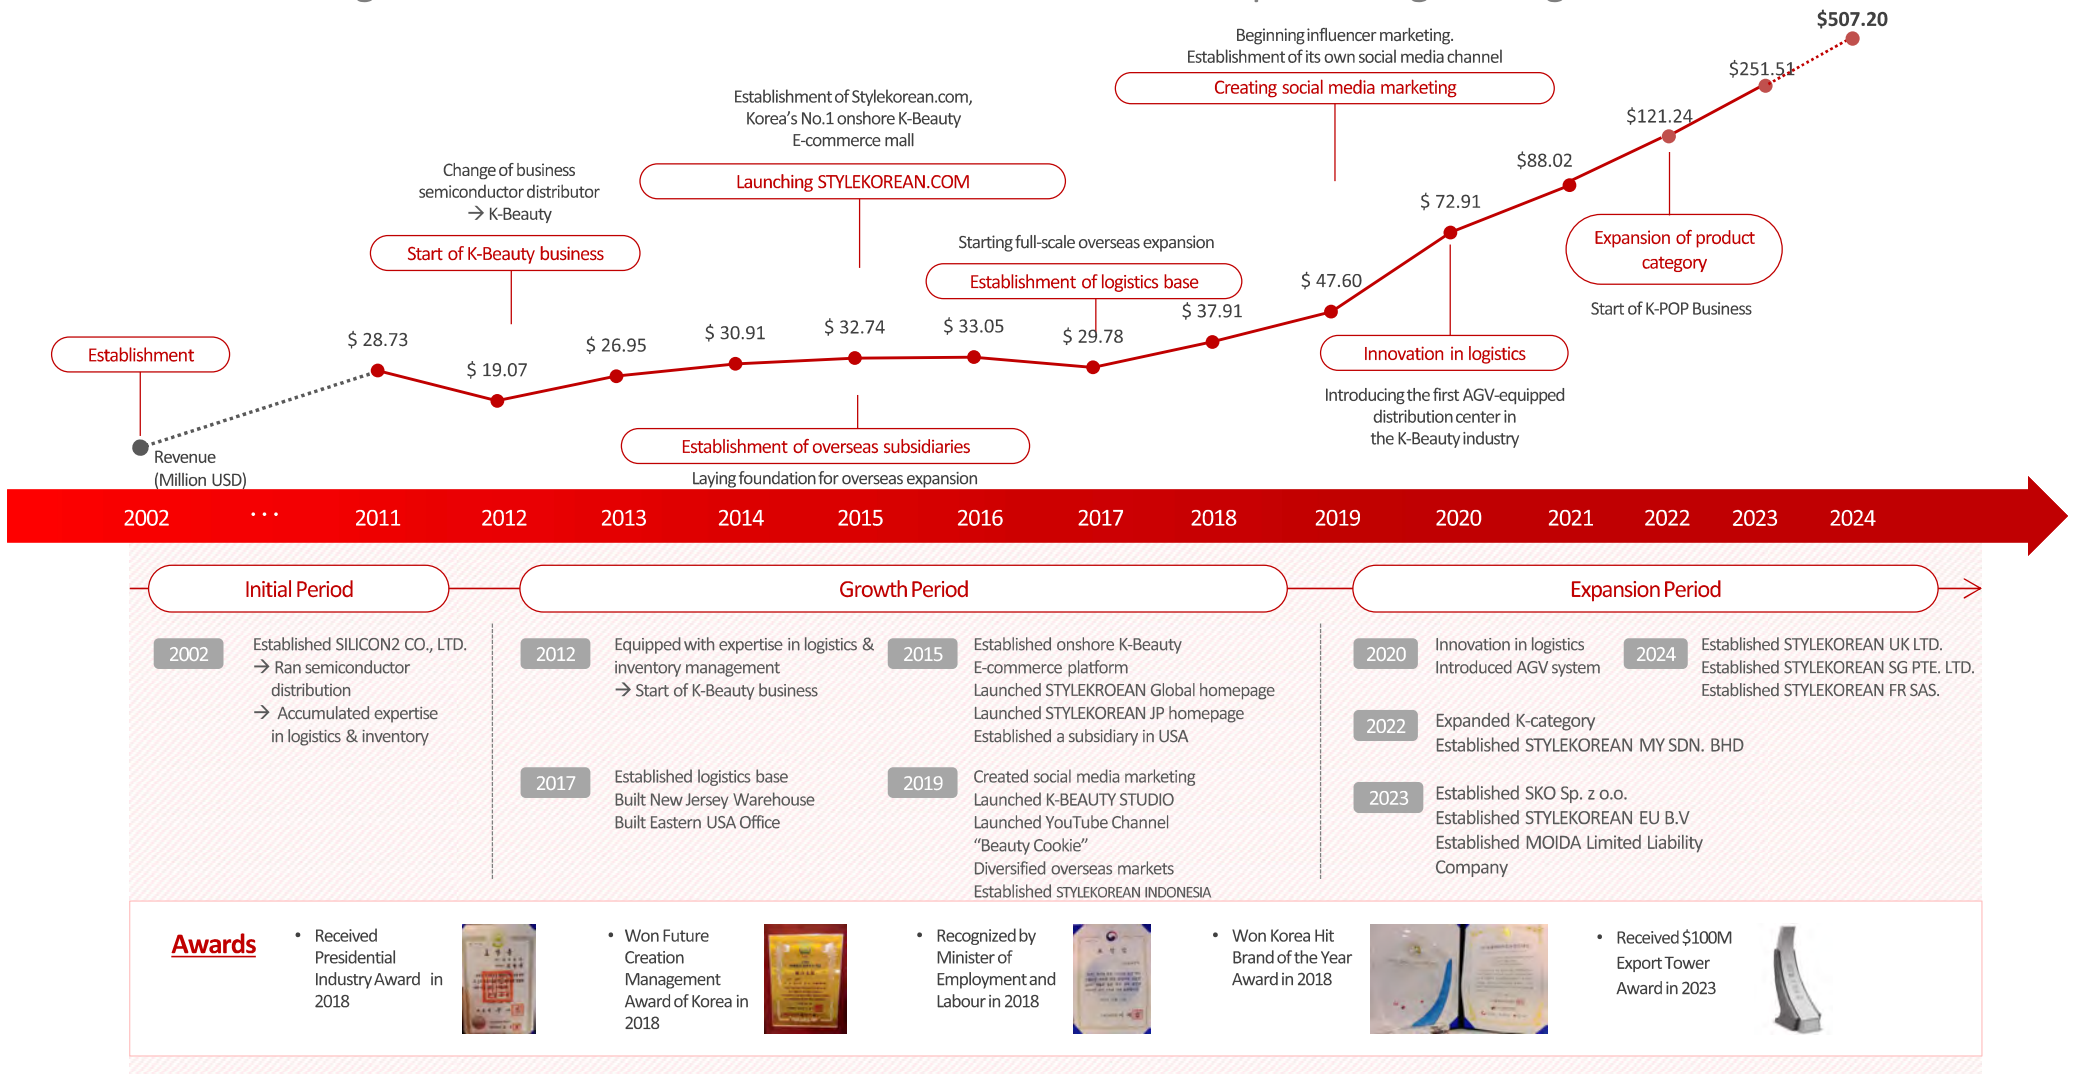 $507.20
Beginning influencer marketing.
Establishment of its own social media channel
Creating social media marketing
$251.51
$121.24
$88.02
$ 72.91
Establishment of Stylekorean.com,
Korea's No.1 onshore K-Beauty
E-commerce mall
Launching STYLEKOREAN.COM
Change of business
semiconductor distributor
→ K-Beauty
Start of K-Beauty business
Starting full-scale overseas expansion
Establishment of logistics base
Expansion of product
category
Start of K-POP Business
Establishment
$ 28.73
$ 19.07
$ 26.95
$ 30.91
$ 32.74
$ 33.05
$ 29.78
$ 37.91
$ 47.60
Innovation in logistics
Introducing the first AGV-equipped
distribution center in
the K-Beauty industry
Establishment of overseas subsidiaries
Laying foundation for overseas expansion
Revenue
(Million USD)
2002 ... 2011 2012 2013 2014 2015 2016 2017 2018 2019 2020 2021 2022 2023 2024
Initial Period
Growth Period
Expansion Period
2002
Established SILICON2 CO., LTD.
→ Ran semiconductor
distribution
→ Accumulated expertise
in logistics & inventory
2012
Equipped with expertise in logistics &
inventory management
→ Start of K-Beauty business
2017
Established logistics base
Built New Jersey Warehouse
Built Eastern USA Office
2015
Established onshore K-Beauty
E-commerce platform
Launched STYLEKROEAN Global homepage
Launched STYLEKOREAN JP homepage
Established a subsidiary in USA
2019
Created social media marketing
Launched K-BEAUTY STUDIO
Launched YouTube Channel
“Beauty Cookie”
Diversified overseas markets
Established STYLEKOREAN INDONESIA
2020
Innovation in logistics
Introduced AGV system
2022
Expanded K-category
Established STYLEKOREAN MY SDN. BHD
2023
Established SKO Sp. z o.o.
Established STYLEKOREAN EU B.V
Established MOIDA Limited Liability
Company
2024
Established STYLEKOREAN UK LTD.
Established STYLEKOREAN SG PTE. LTD.
Established STYLEKOREAN FR SAS.
Awards
• Received
Presidential
Industry Award in
2018
• Won Future
Creation
Management
Award of Korea in
2018
• Recognized by
Minister of
Employment and
Labour in 2018
• Won Korea Hit
Brand of the Year
Award in 2018
• Received $100M
Export Tower
Award in 2023